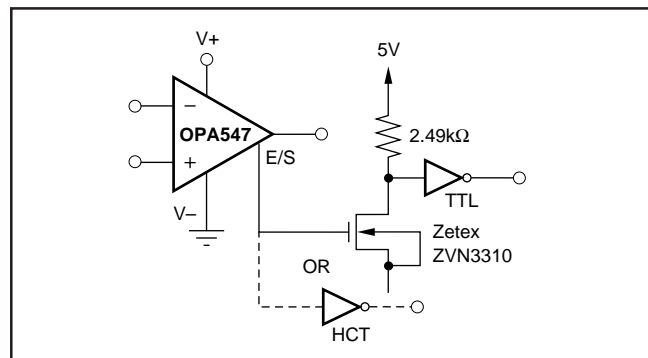 V+
5V
−
OPA547
+
E/S
V−
2.49kΩ
TTL
Zetex
ZVN3310
OR
HCT